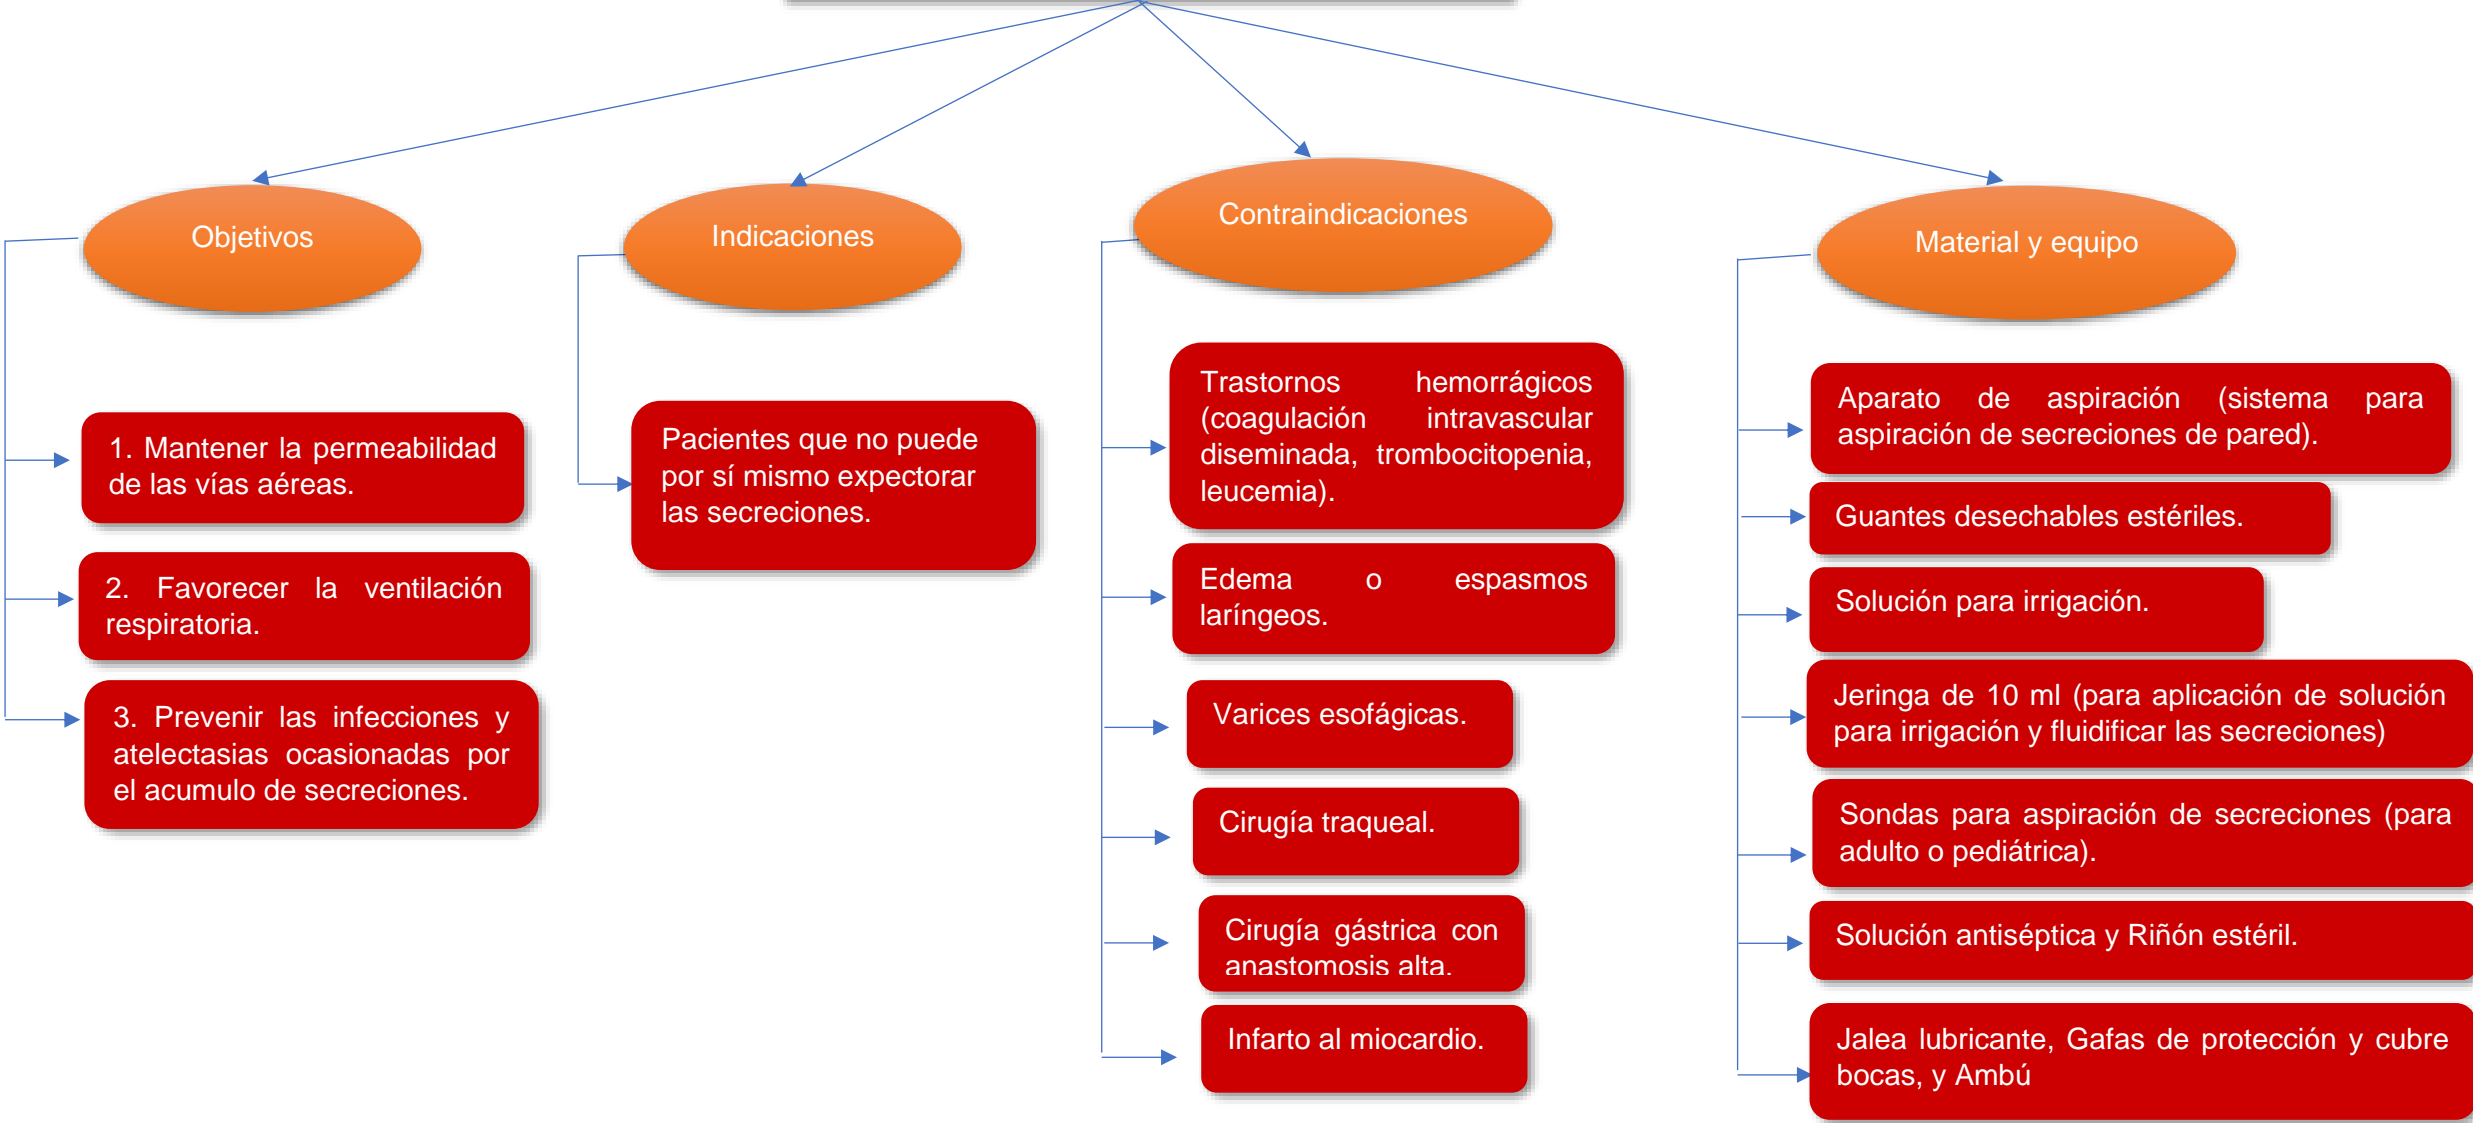 Objetivos
1. Mantener la permeabilidad
de las vías aéreas.
2. Favorecer la ventilación
respiratoria.
3. Prevenir las infecciones y
atelectasias ocasionadas por
el acumulo de secreciones.
Indicaciones
Pacientes que no puede
por sí mismo expectorar
las secreciones.
Contraindicaciones
Trastornos hemorrágicos
(coagulación intravascular
diseminada, trombocitopenia,
leucemia).
Edema o espasmos
laríngeos.
Varices esofágicas.
Cirugía traqueal.
Cirugía gástrica con
anastomosis alta.
Infarto al miocardio.
Material y equipo
Aparato de aspiración (sistema para
aspiración de secreciones de pared).
Guantes desechables estériles.
Solución para irrigación.
Jeringa de 10 ml (para aplicación de solución
para irrigación y fluidificar las secreciones)
Sondas para aspiración de secreciones (para
adulto o pediátrica).
Solución antiséptica y Riñón estéril.
Jalea lubricante, Gafas de protección y cubre
bocas, y Ambú